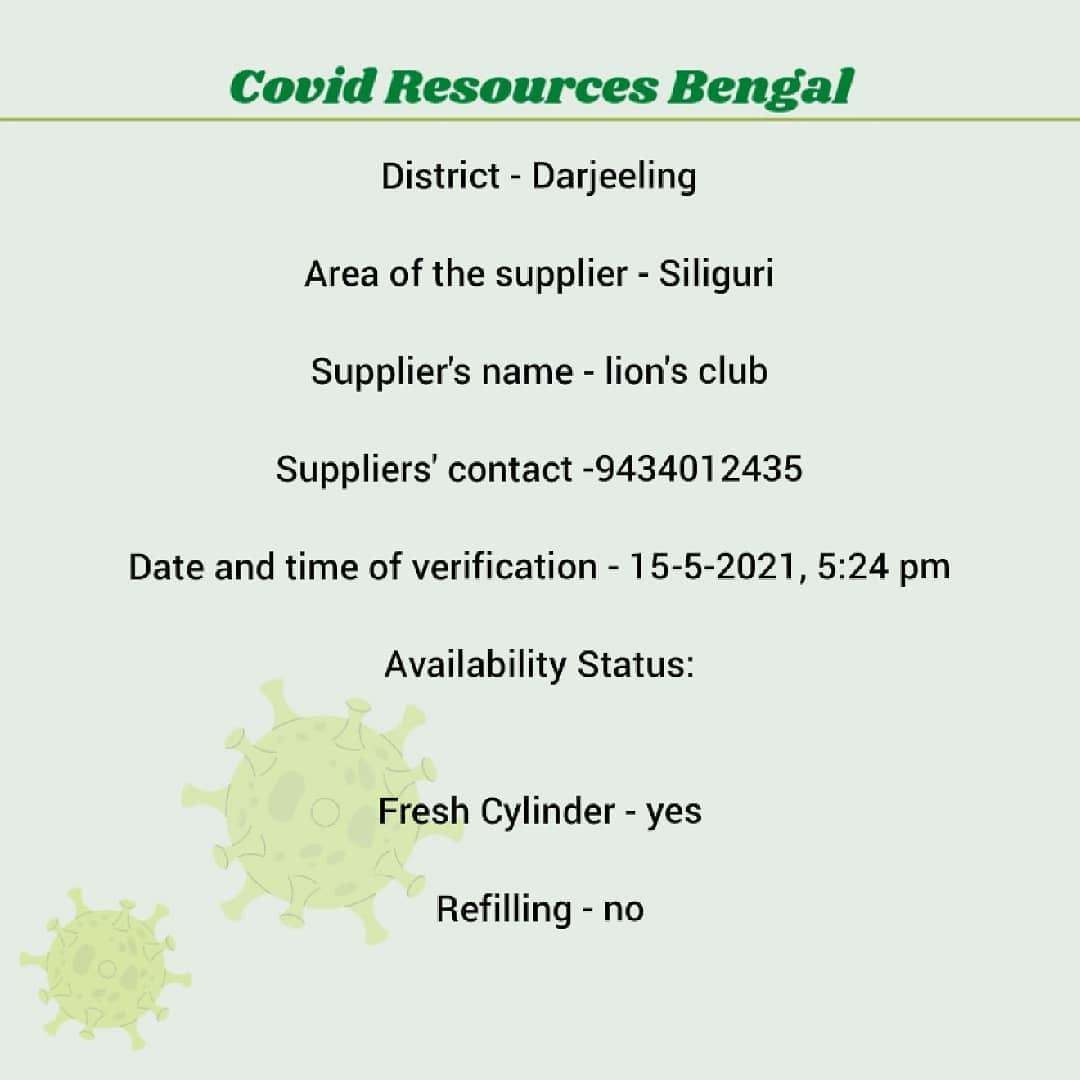 Covid Resources Bengal
District - Darjeeling
Area of the supplier - Siliguri
Supplier's name - lion's club
Suppliers' contact -9434012435
Date and time of verification - 15-5-2021, 5:24 pm
Availability Status:
Fresh Cylinder - yes
Refilling - no